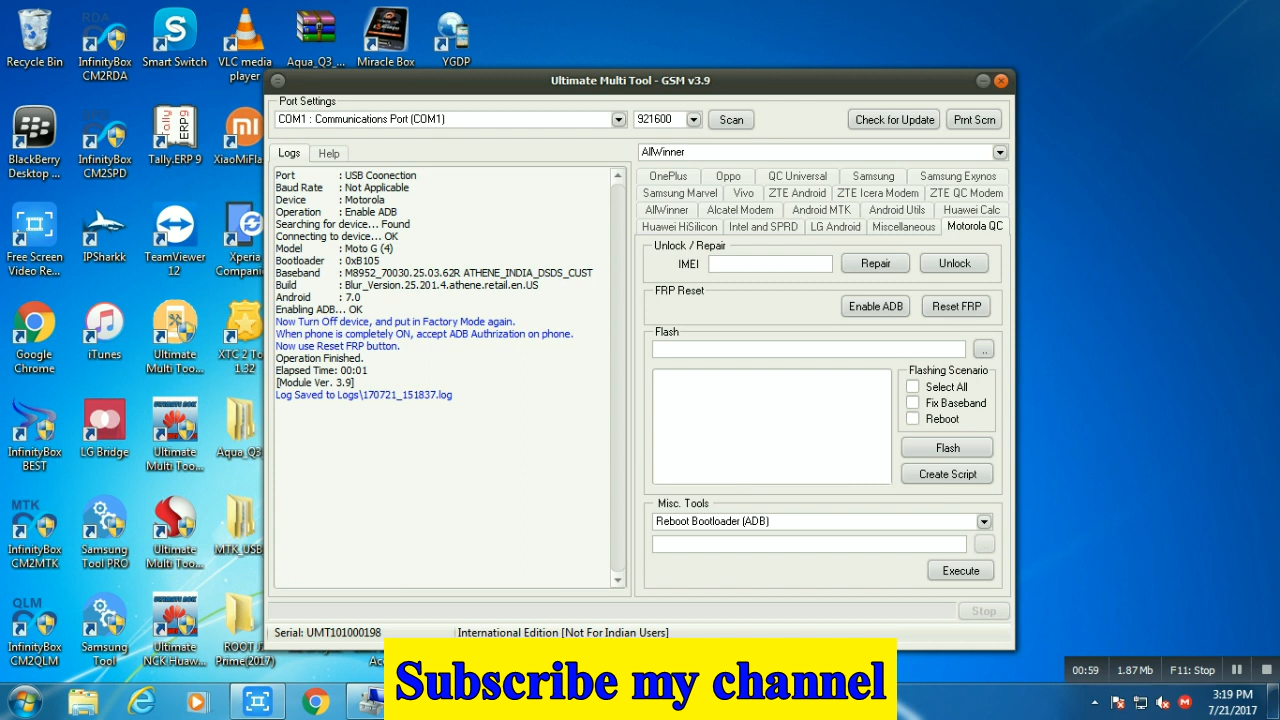 Recycle Bin
RDA
InfinityBox
CM2RDA
Smart Switch
VLC media
player
Aqua_Q3_...
Miracle Box
YGDP
BlackBerry
Desktop ...
InfinityBox
CM2SPD
Tally.ERP 9
XiaoMiFla
Free Screen
Video Re...
IPSharkk
TeamViewer
12
Xperia
Compani
Google
Chrome
iTunes
Ultimate
Multi Too...
XTC 2 To
1.32
InfinityBox
BEST
LG Bridge
Ultimate
Multi Too...
Aqua_Q3
MTK
InfinityBox
CM2MTK
Samsung
Tool PRO
Ultimate
Multi Too...
MTK_USB
QLM
InfinityBox
CM2QLM
Samsung
Tool
Ultimate
NCK Huaw...
ROOT J
Prime(2017)
Ultimate Multi Tool - GSM v3.9
Port Settings
COM1 : Communications Port (COM1)
921600
Scan
Check for Update
Prnt Scrn
Logs
Help
Port : USB Coonection
Baud Rate : Not Applicable
Device : Motorola
Operation : Enable ADB
Searching for device... Found
Connecting to device... OK
Model : Moto G (4)
Bootloader : 0xB105
Baseband : M8952_70030.25.03.62R ATHENE_INDIA_DSDS_CUST
Build : Blur_Version.25.201.4.athene.retail.en.US
Android : 7.0
Enabling ADB... OK
Now Turn Off device, and put in Factory Mode again.
When phone is completely ON, accept ADB Authrization on phone.
Now use Reset FRP button.
Operation Finished.
Elapsed Time: 00:01
[Module Ver. 3.9]
Log Saved to Logs\170721_151837.log
AllWinner
OnePlus Oppo QC Universal Samsung Samsung Exynos
Samsung Marvel Vivo ZTE Android ZTE Icera Modem ZTE QC Modem
AllWinner Alcatel Modem Android MTK Android Utils Huawei Calc
Huawei HiSilicon Intel and SPRD LG Android Miscellaneous Motorola QC
Unlock / Repair
IMEI
Repair
Unlock
FRP Reset
Enable ADB
Reset FRP
Flash
..
Flashing Scenario
Select All
Fix Baseband
Reboot
Flash
Create Script
Misc. Tools
Reboot Bootloader (ADB)
Execute
Stop
Serial: UMT101000198
International Edition [Not For Indian Users]
Subscribe my channel
00:59
1.87 Mb
F11: Stop
3:19 PM
7/21/2017